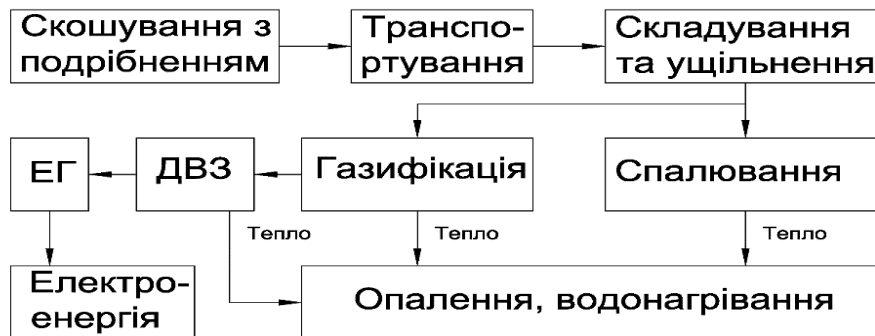 Скошування з
подрібненням
Транспо-
ртування
Складування
та ущільнення
ЕГ
ДВЗ
Газифікація
Спалювання
Тепло
Тепло
Тепло
Електро-
енергія
Опалення, водонагрівання